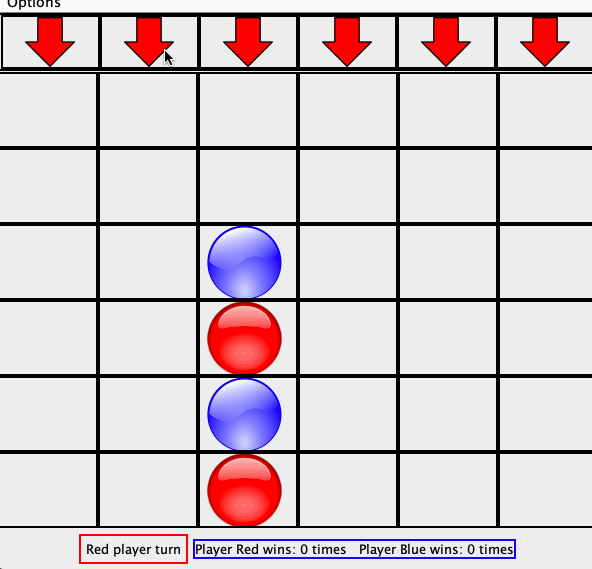 Options
Red player turn
Player Red wins: 0 times Player Blue wins: 0 times